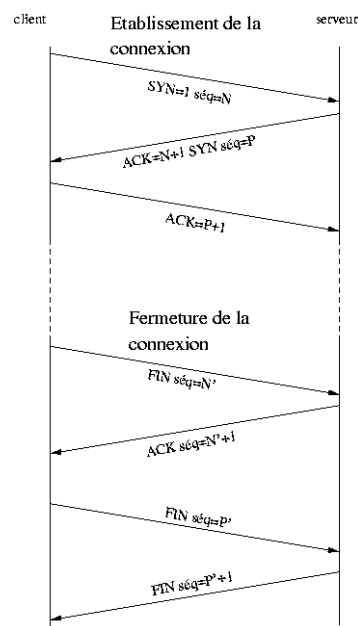 client
serveur
Etablissement de la
connexion
SYN=1 séq=N
ACK=N+1 SYN séq=P
ACK=P+1
Fermeture de la
connexion
FIN séq=N'
ACK séq=N'+1
FIN séq=P'
FIN séq=P'+1